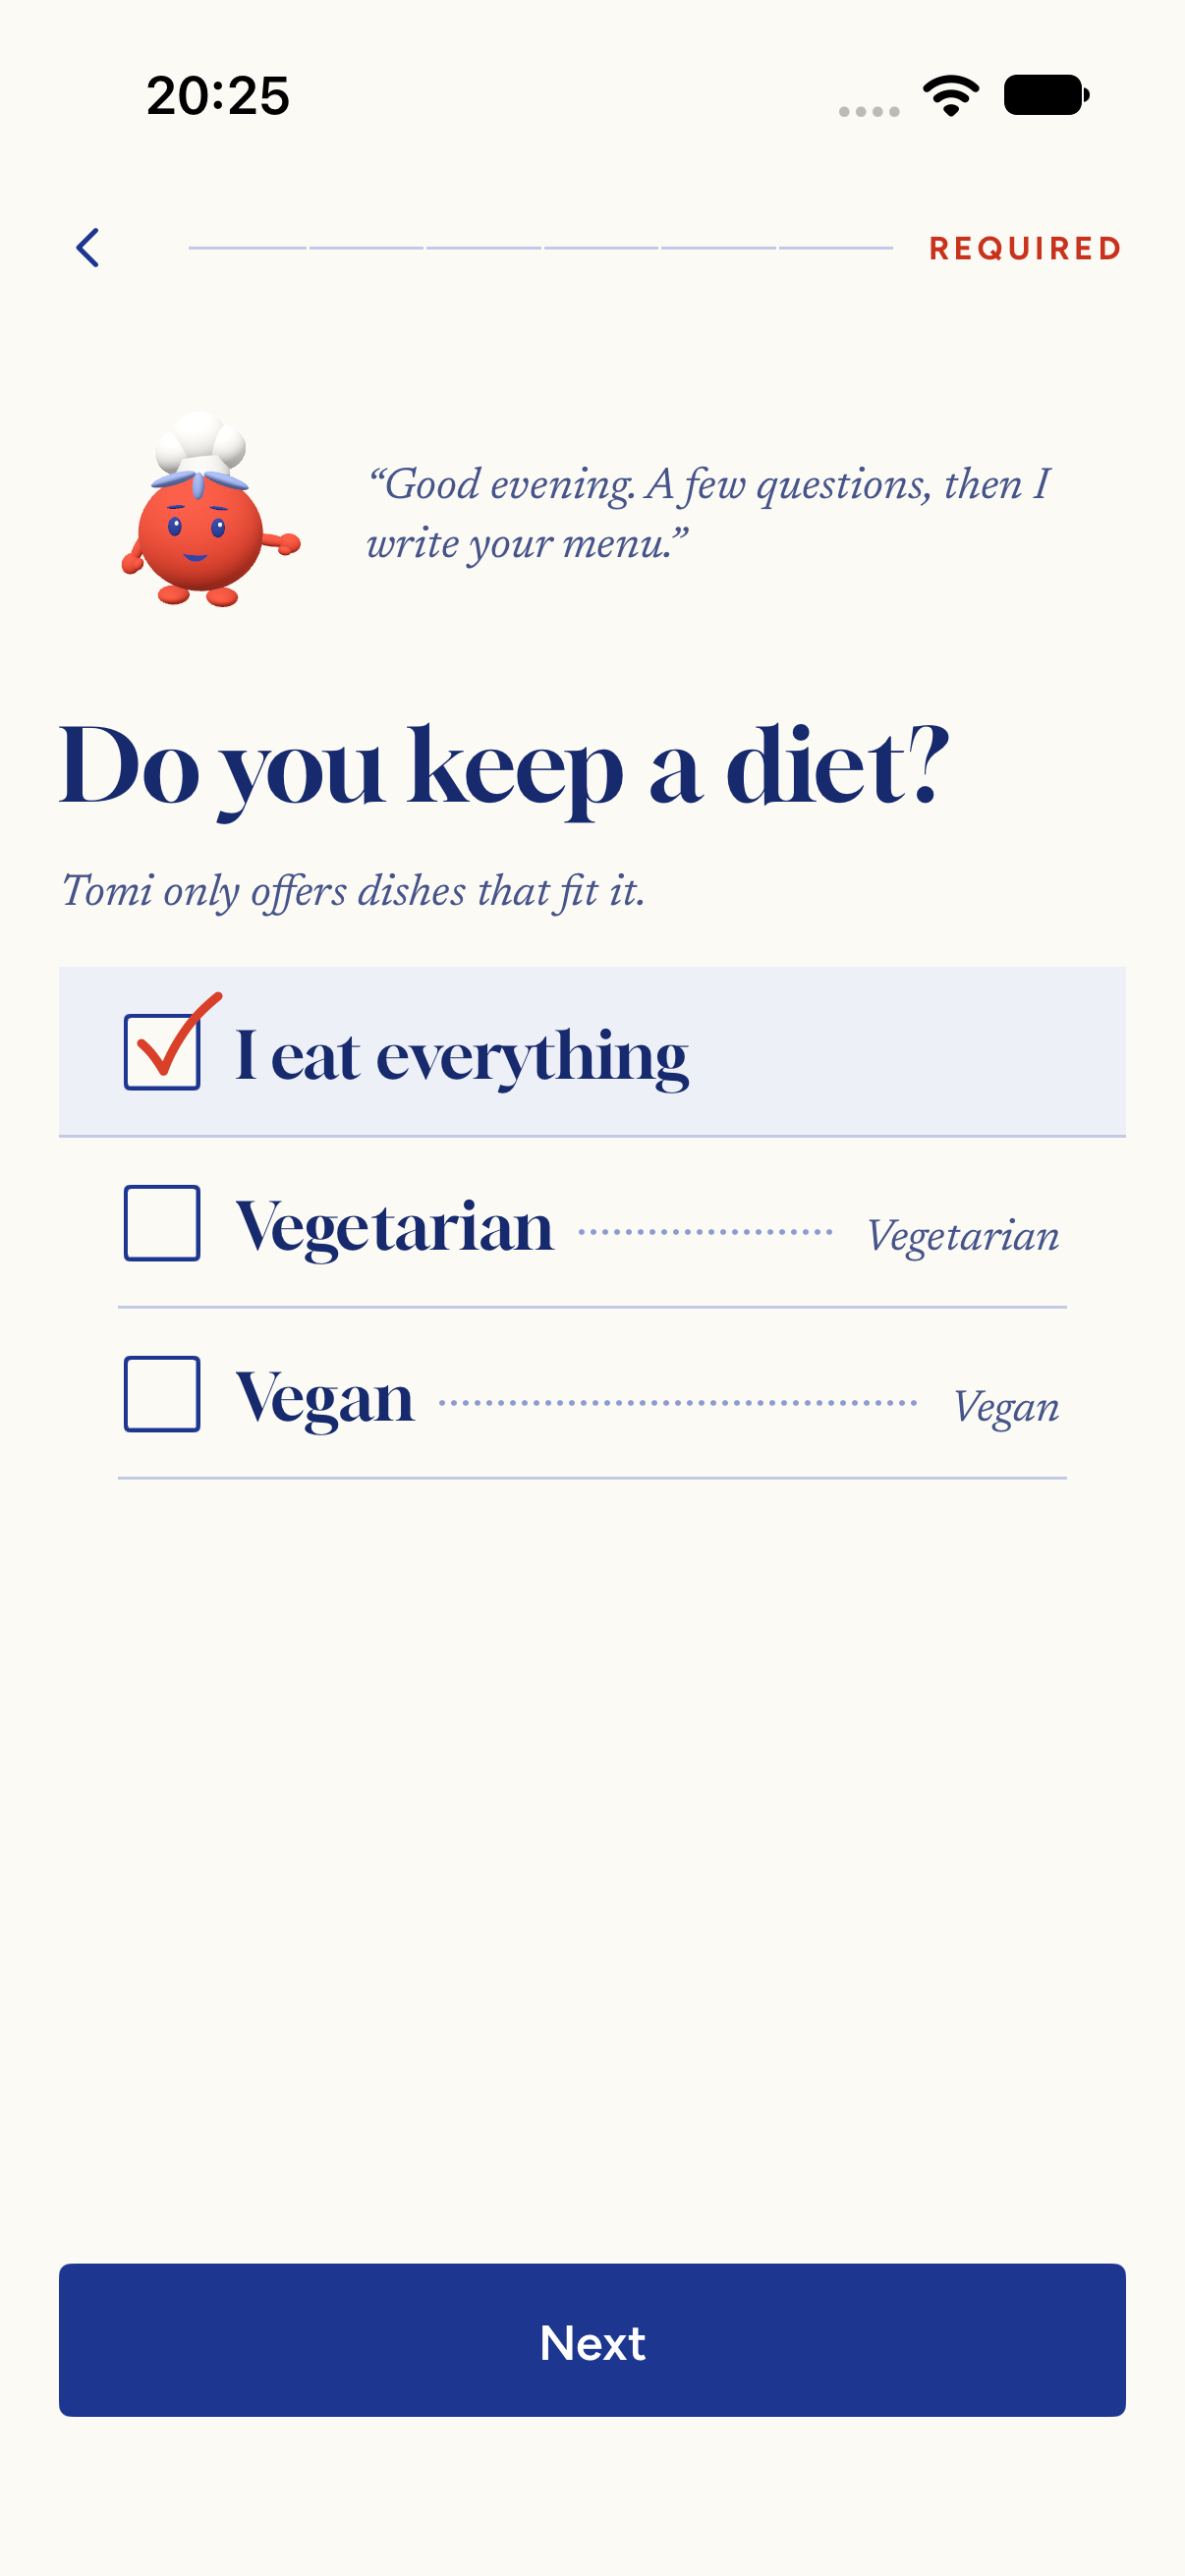 20:25
REQUIRED
“Good evening. A few questions, then I
write your menu.”
Do you keep a diet?
Tomi only offers dishes that fit it.
I eat everything
Vegetarian Vegetarian
Vegan Vegan
Next